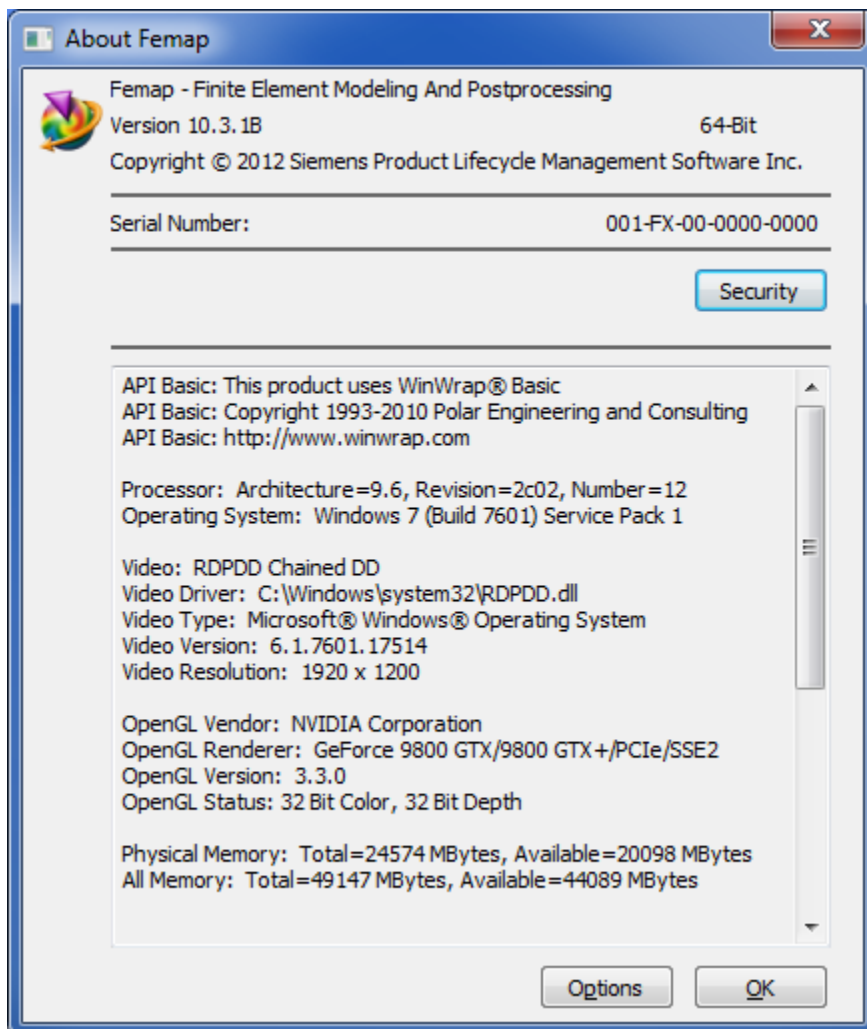 About Femap
Femap - Finite Element Modeling And Postprocessing
Version 10.3.1B 64-Bit
Copyright © 2012 Siemens Product Lifecycle Management Software Inc.
Serial Number: 001-FX-00-0000-0000
Security
API Basic: This product uses WinWrap® Basic
API Basic: Copyright 1993-2010 Polar Engineering and Consulting
API Basic: http://www.winwrap.com
Processor: Architecture=9.6, Revision=2c02, Number=12
Operating System: Windows 7 (Build 7601) Service Pack 1
Video: RDPDD Chained DD
Video Driver: C:\Windows\system32\RDPDD.dll
Video Type: Microsoft® Windows® Operating System
Video Version: 6.1.7601.17514
Video Resolution: 1920 x 1200
OpenGL Vendor: NVIDIA Corporation
OpenGL Renderer: GeForce 9800 GTX/9800 GTX+/PCIe/SSE2
OpenGL Version: 3.3.0
OpenGL Status: 32 Bit Color, 32 Bit Depth
Physical Memory: Total=24574 MBytes, Available=20098 MBytes
All Memory: Total=49147 MBytes, Available=44089 MBytes
Options OK